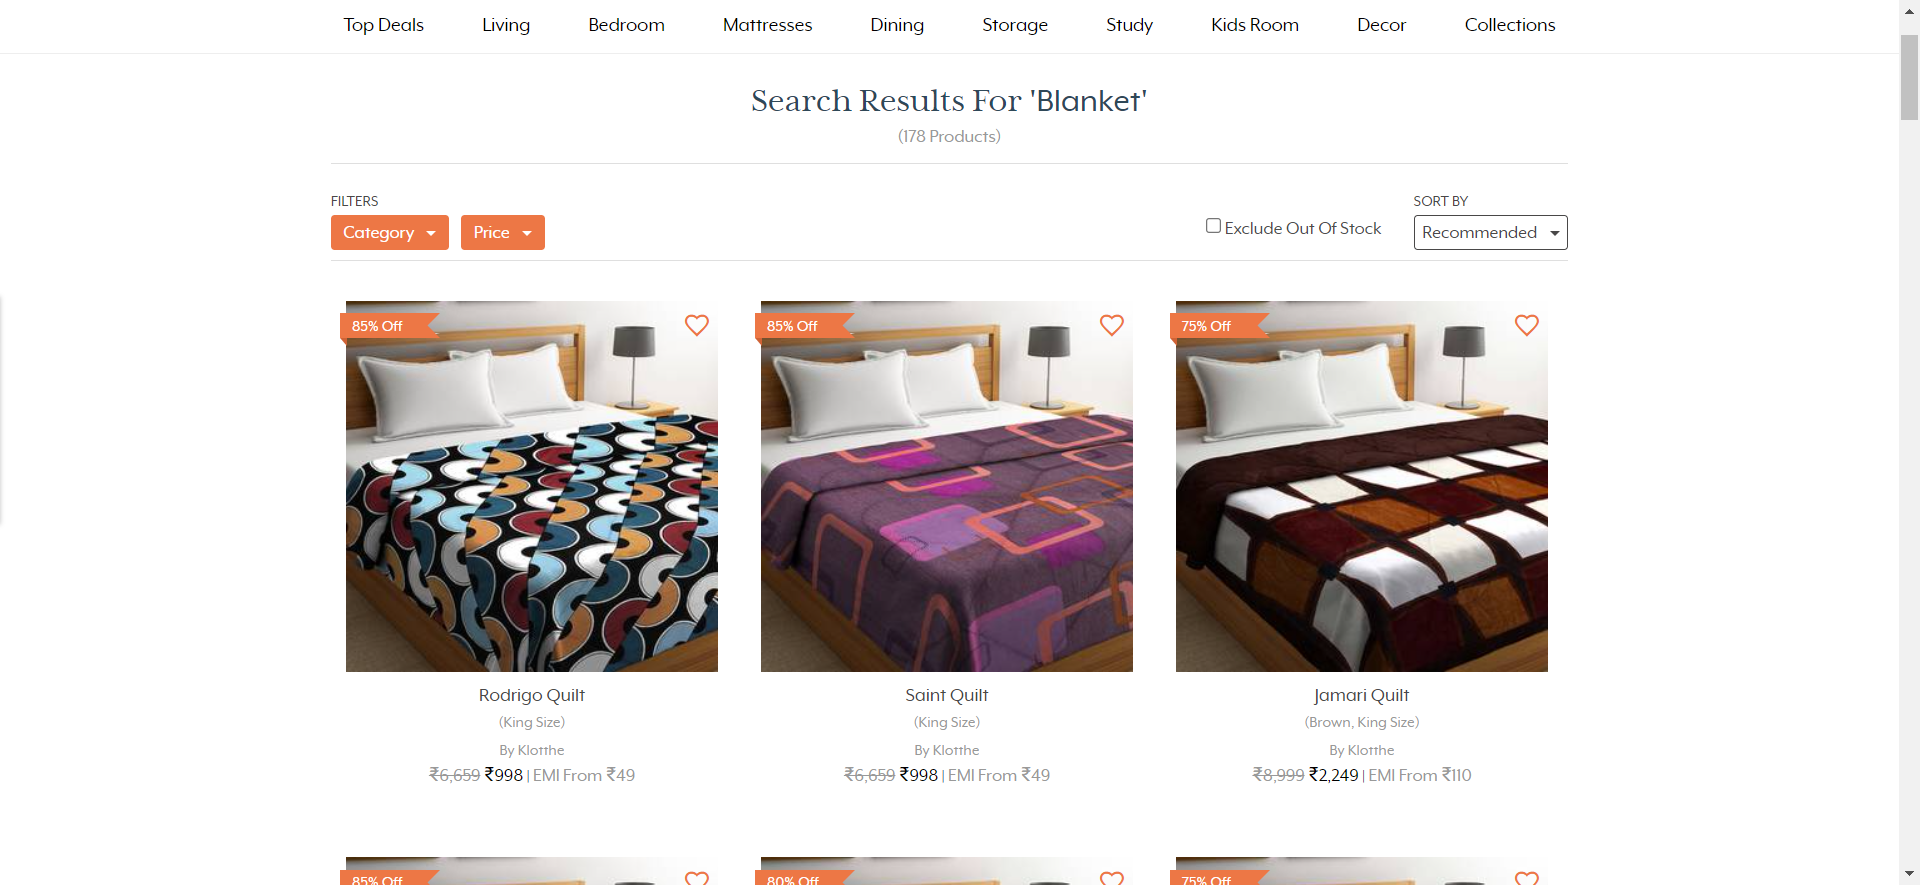 Top Deals Living Bedroom Mattresses Dining Storage Study Kids Room Decor Collections
Search Results For 'Blanket'
(178 Products)
FILTERS
Category
Price
Exclude Out Of Stock
SORT BY
Recommended
85% Off
85% Off
75% Off
Rodrigo Quilt
(King Size)
By Klotthe
₹6,659 ₹998 | EMI From ₹49
Saint Quilt
(King Size)
By Klotthe
₹6,659 ₹998 | EMI From ₹49
Jamari Quilt
(Brown, King Size)
By Klotthe
₹8,999 ₹2,249 | EMI From ₹110
85% Off
80% Off
75% Off